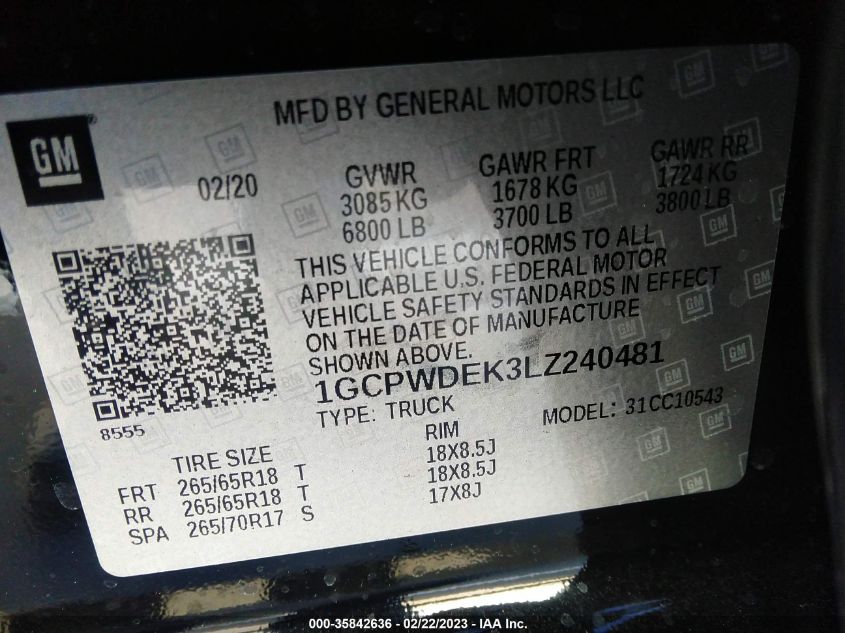 MFD BY GENERAL MOTORS LLC
GM
®
02/20
GVWR
3085 KG
6800 LB
GAWR FRT
1678 KG
3700 LB
GAWR RR
1724 KG
3800 LB
THIS VEHICLE CONFORMS TO ALL
APPLICABLE U.S. FEDERAL MOTOR
VEHICLE SAFETY STANDARDS IN EFFECT
ON THE DATE OF MANUFACTURE
SHOWN ABOVE.
1GCPWDEK3LZ240481
TYPE: TRUCK MODEL: 31CC10543
8555
TIRE SIZE RIM
FRT 265/65R18 T 18X8.5J
RR 265/65R18 T 18X8.5J
SPA 265/70R17 S 17X8J
000-35842636 - 02/22/2023 - IAA Inc.